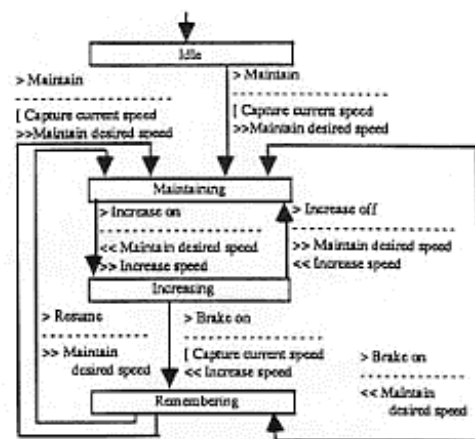 Idle
> Maintain
[ Capture current speed
>>Maintain desired speed
> Maintain
[ Capture current speed
>>Maintain desired speed
Maintaining
> Increase on
<< Maintain desired speed
>> Increase speed
> Increase off
>> Maintain desired speed
<< Increase speed
Increasing
> Resume
>> Maintain
desired speed
> Brake on
[ Capture current speed
<< Increase speed
> Brake on
<< Maintain
desired speed
Remembering